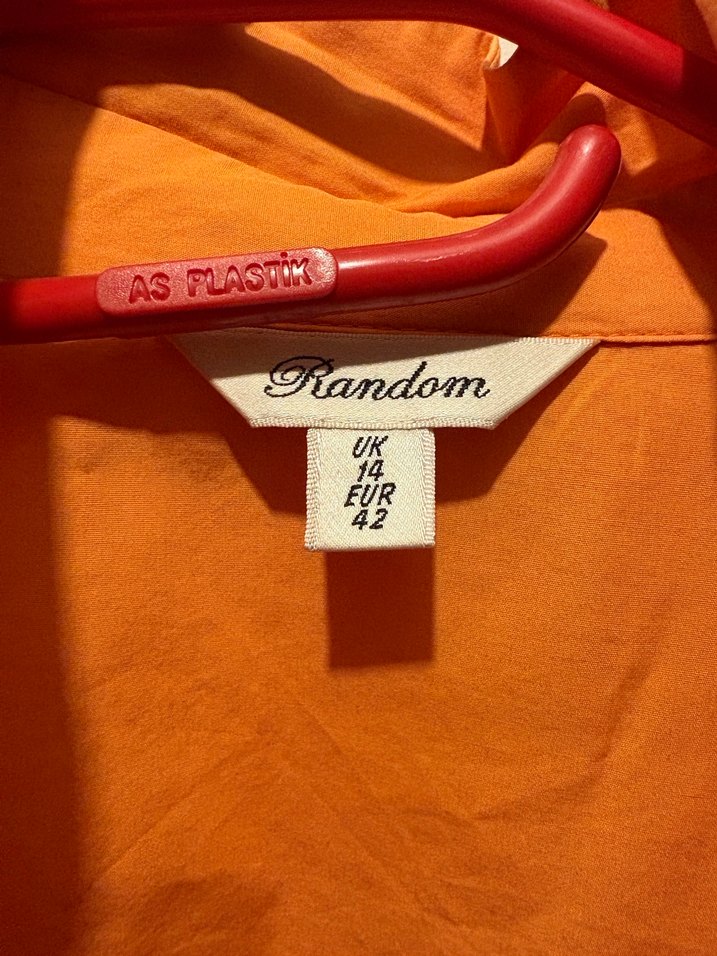 AS PLASTİK
Random
UK
14
EUR
42